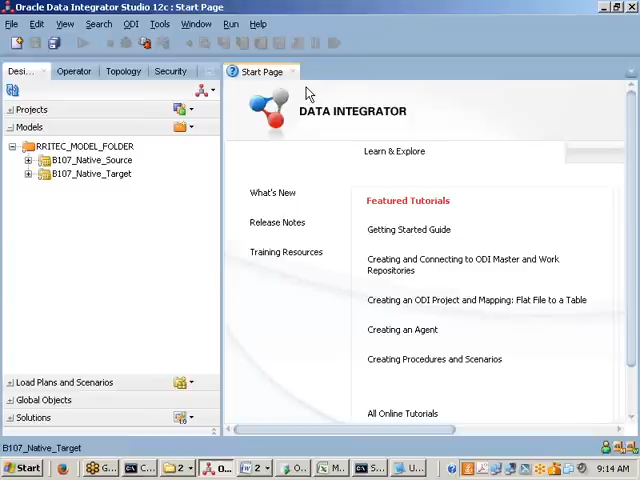 Oracle Data Integrator Studio 12c : Start Page
File Edit View Search ODI Tools Window Run Help
Desi... Operator Topology Security
Start Page
Projects
Models
RRITEC_MODEL_FOLDER
B107_Native_Source
B107_Native_Target
DATA INTEGRATOR
Learn & Explore
What's New
Release Notes
Training Resources
Featured Tutorials
Getting Started Guide
Creating and Connecting to ODI Master and Work
Repositories
Creating an ODI Project and Mapping: Flat File to a Table
Creating an Agent
Creating Procedures and Scenarios
All Online Tutorials
Load Plans and Scenarios
Global Objects
Solutions
B107_Native_Target
Start G... C... 2 O... 2 O... M... S... U... 9:14 AM